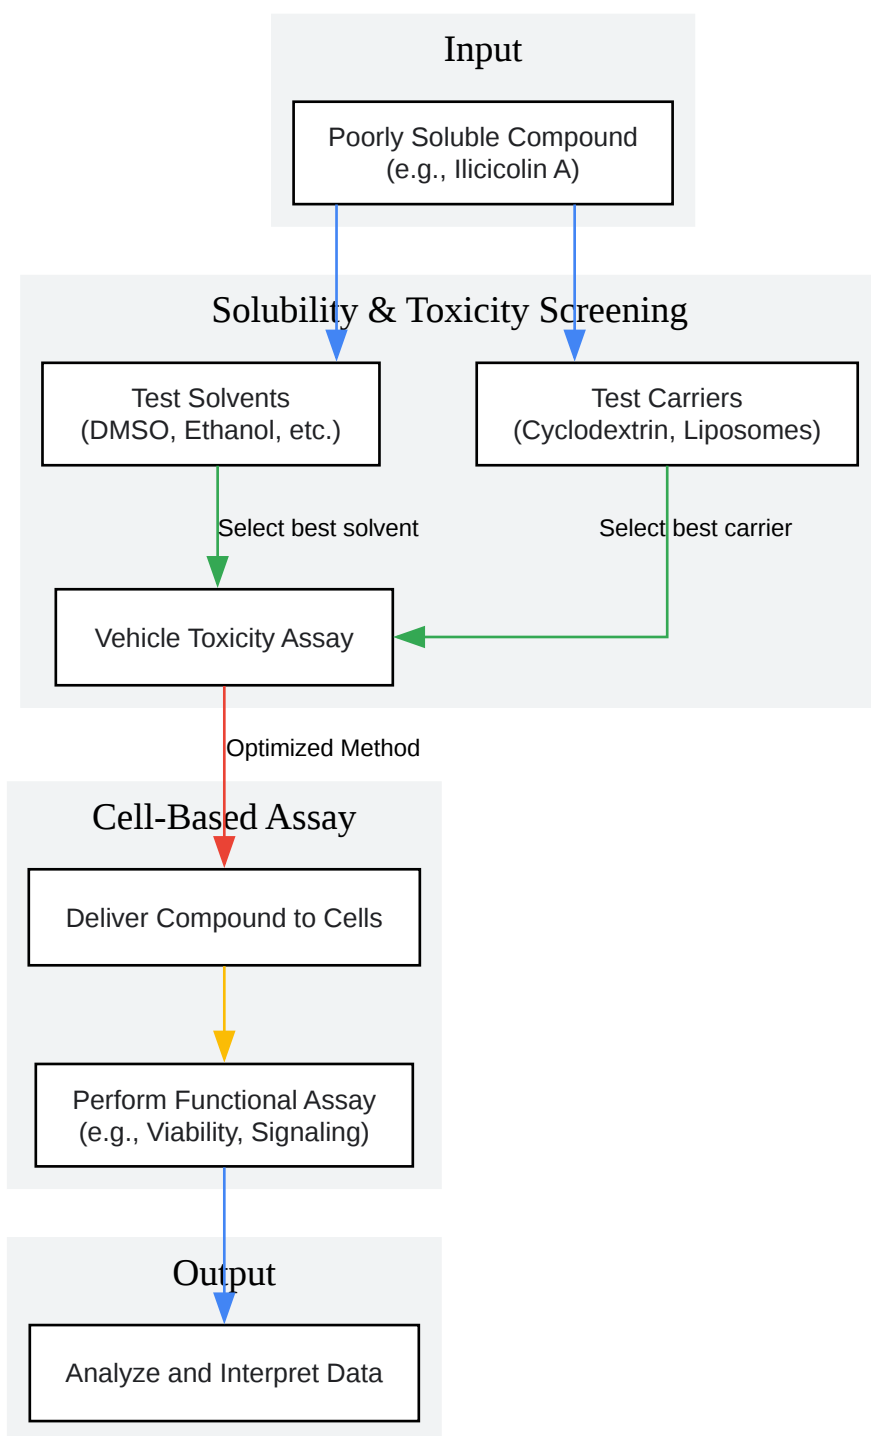 Input
Poorly Soluble Compound
(e.g., Ilicicolin A)
Solubility & Toxicity Screening
Test Solvents
(DMSO, Ethanol, etc.)
Test Carriers
(Cyclodextrin, Liposomes)
Select best solvent
Select best carrier
Vehicle Toxicity Assay
Optimized Method
Cell-Based Assay
Deliver Compound to Cells
Perform Functional Assay
(e.g., Viability, Signaling)
Output
Analyze and Interpret Data